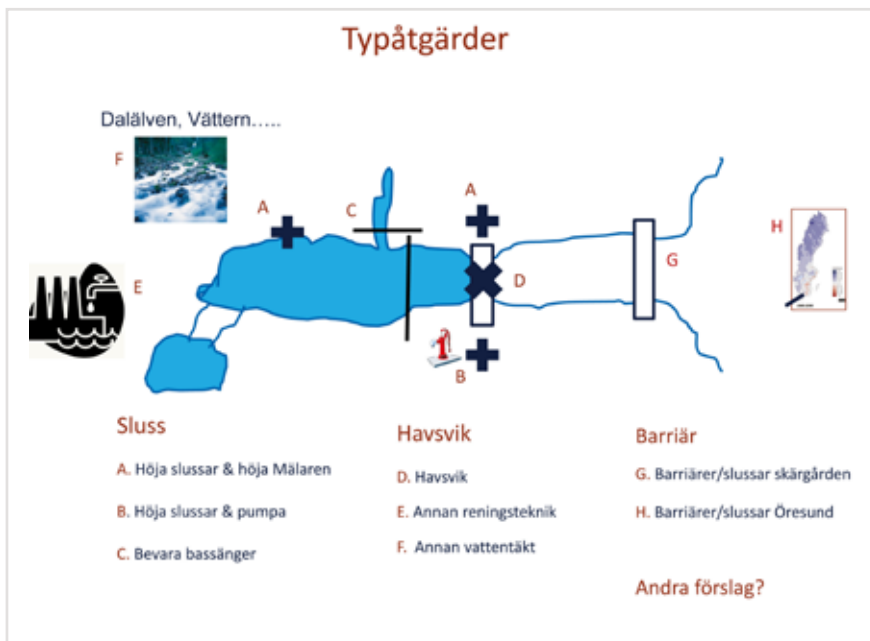 Typåtgärder
Dalälven, Vättern.....
F
A
C
A
H
E
D
G
B
Sluss
A. Höja slussar & höja Mälaren
B. Höja slussar & pumpa
C. Bevara bassänger
Havsvik
D. Havsvik
E. Annan reningsteknik
F. Annan vattentäkt
Barriär
G. Barriärer/slussar skärgården
H. Barriärer/slussar Öresund
Andra förslag?